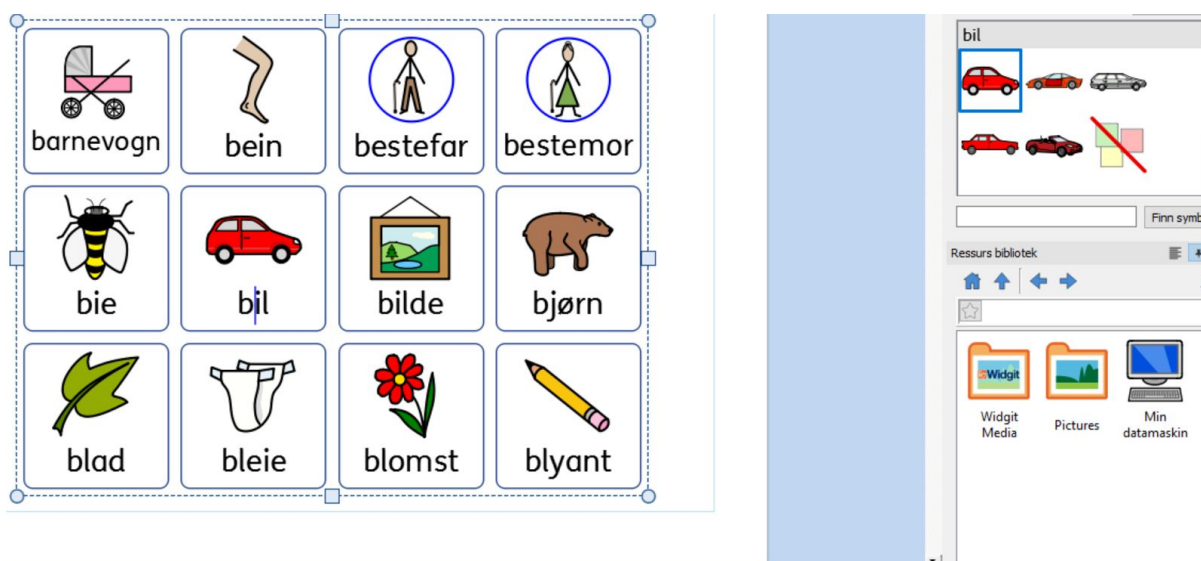 barnevogn
bein
bestefar
bestemor
bie
bil
bilde
bjørn
blad
bleie
blomst
blyant
bil
Finn symb
Ressurs bibliotek
Widgit
Widgit
Media
Pictures
Min
datamaskin